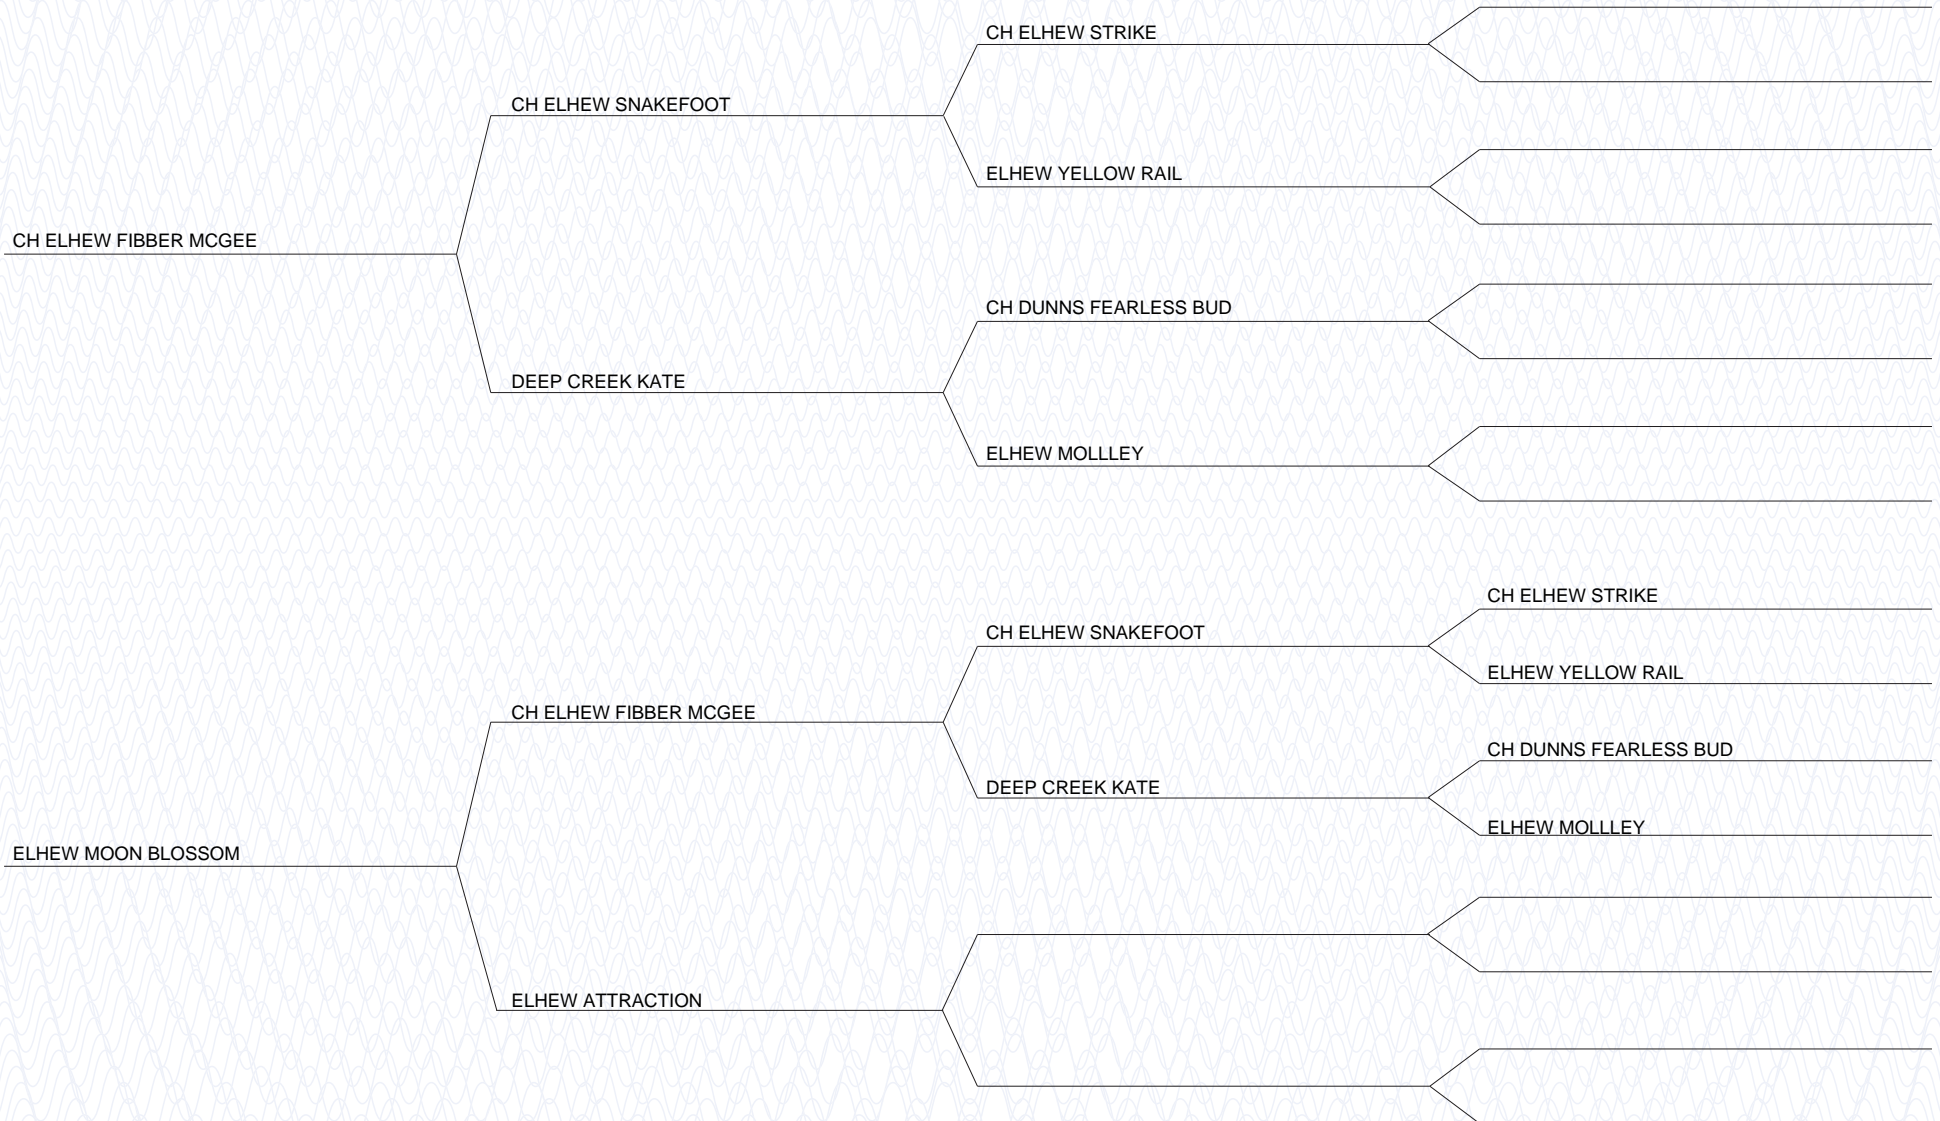 CH ELHEW STRIKE
CH ELHEW SNAKEFOOT
ELHEW YELLOW RAIL
CH ELHEW FIBBER MCGEE
CH DUNNS FEARLESS BUD
DEEP CREEK KATE
ELHEW MOLLLEY
CH ELHEW STRIKE
CH ELHEW SNAKEFOOT
ELHEW YELLOW RAIL
CH ELHEW FIBBER MCGEE
CH DUNNS FEARLESS BUD
DEEP CREEK KATE
ELHEW MOLLLEY
ELHEW MOON BLOSSOM
ELHEW ATTRACTION